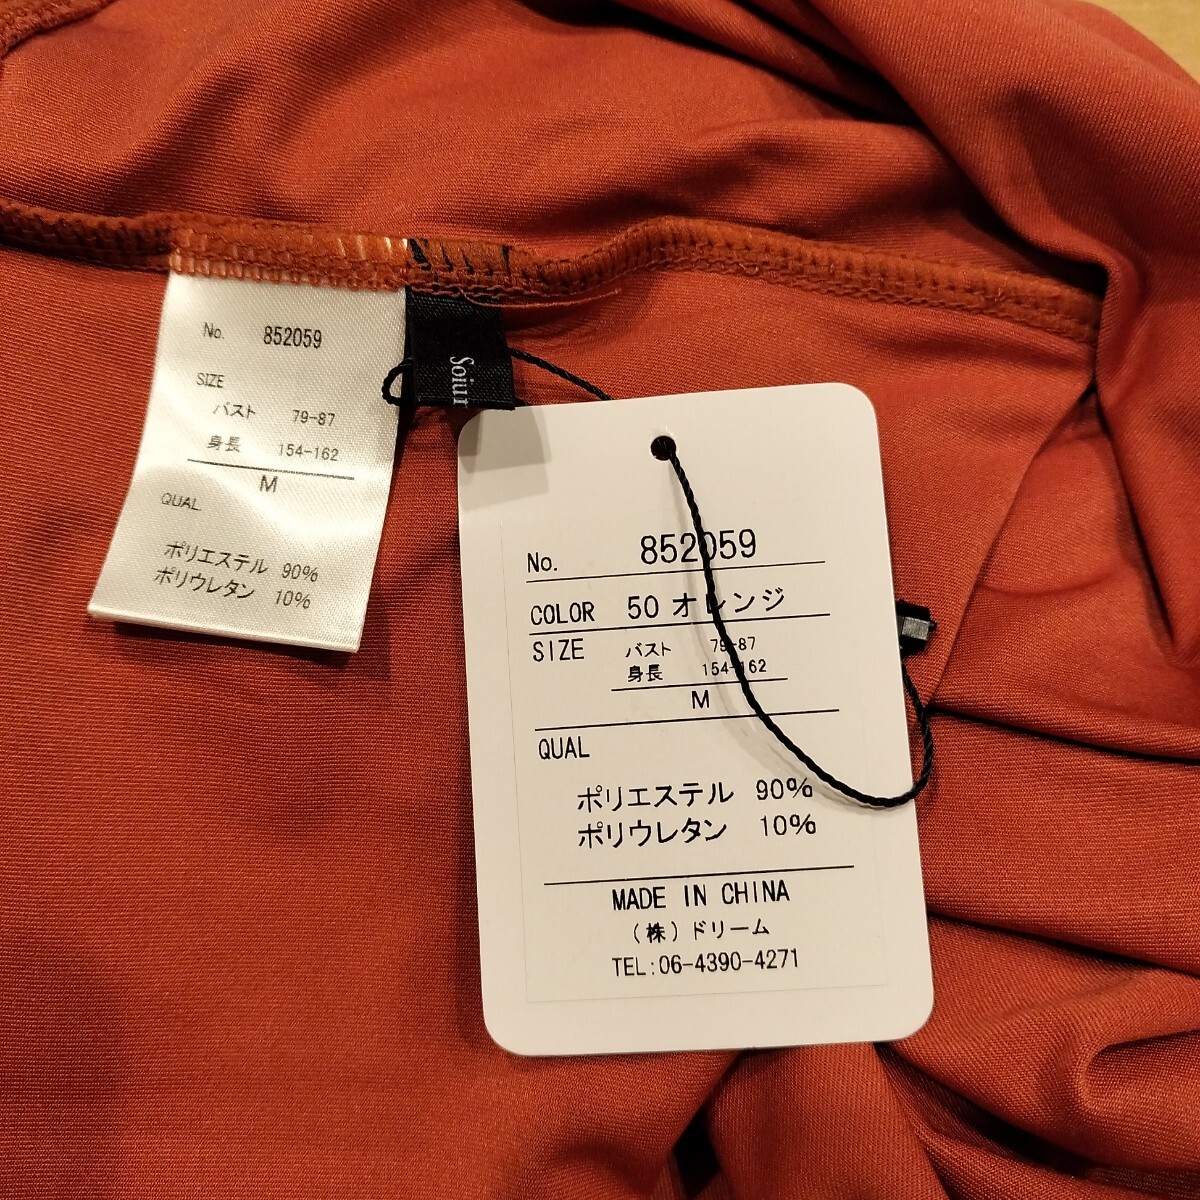 No. 852059
SIZE
バスト 79-87
身長 154-162
M
QUAL.
ポリエステル 90%
ポリウレタン 10%
No. 852059
COLOR 50 オレンジ
SIZE バスト 79-87
身長 154-162
M
QUAL
ポリエステル 90%
ポリウレタン 10%
MADE IN CHINA
(株)ドリーム
TEL:06-4390-4271